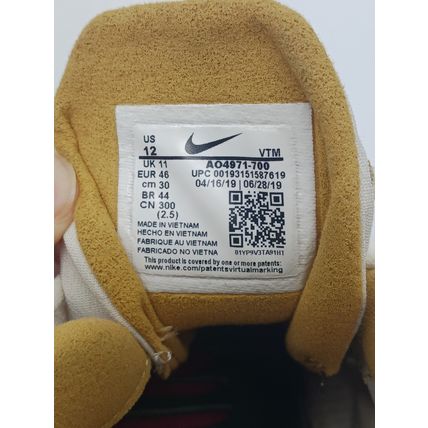 US
12
VTM
UK 11
AO4971-700
EUR 46
UPC 00193151587619
cm 30
04/16/19 | 06/28/19
BR 44
CN 300
(2.5)
MADE IN VIETNAM
HECHO EN VIETNAM
FABRIQUE AU VIETNAM
FABRICADO NO VIETNA
01YP9V3TA91H1
This product is covered by one or more patents:
www.nike.com/patentsvirtualmarking